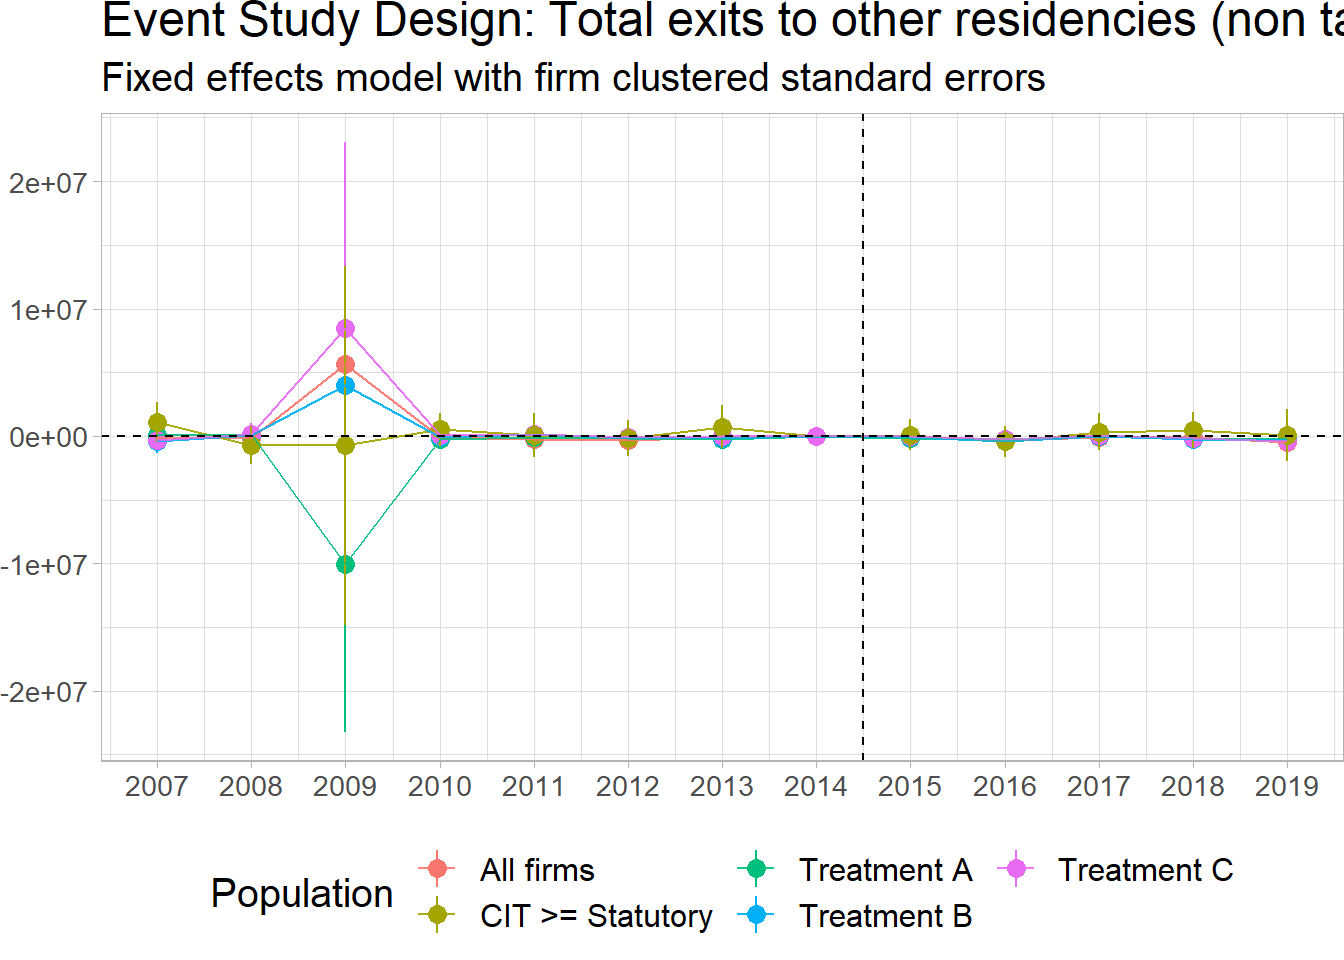 Event Study Design: Total exits to other residencies (non
Fixed effects model with firm clustered standard errors
2e+07
1e+07
0e+00
-1e+07
-2e+07
2007 2008 2009 2010 2011 2012 2013 2014 2015 2016 2017 2018 2019
Population
All firms
CIT >= Statutory
Treatment A
Treatment B
Treatment C